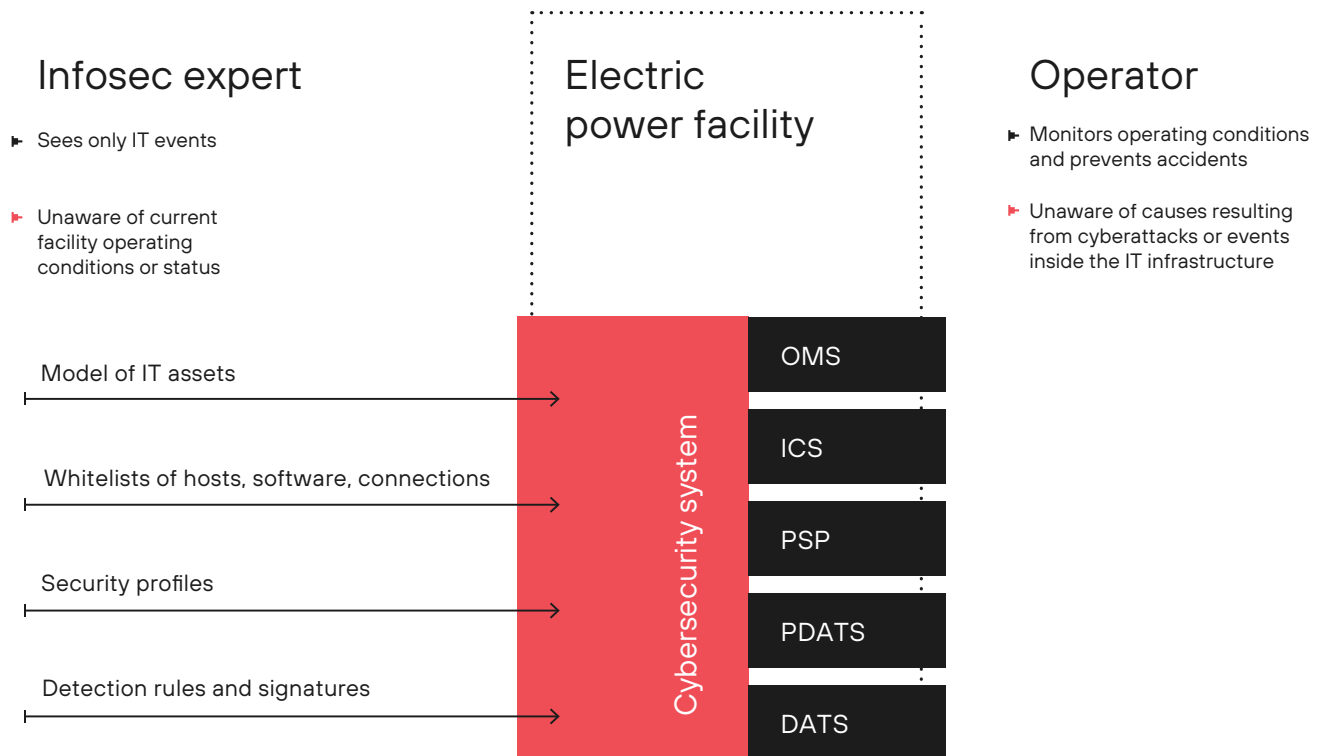 Infosec expert
Sees only IT events
Unaware of current
facility operating
conditions or status
Electric
power facility
Operator
Monitors operating conditions
and prevents accidents
Unaware of causes resulting
from cyberattacks or events
inside the IT infrastructure
Model of IT assets
Whitelists of hosts, software, connections
Security profiles
Detection rules and signatures
Cybersecurity system
OMS
ICS
PSP
PDATS
DATS